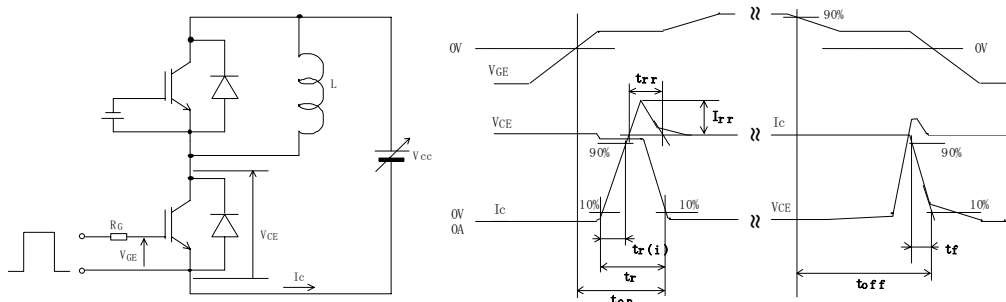 L
Vcc
RG
VGE
VCE
Ic
0V
VGE
90%
0V
trr
Irr
VCE
Ic
90%
90%
0V
0A
Ic
10%
10%
VCE
10%
tr(i)
tr
ton
tf
toff